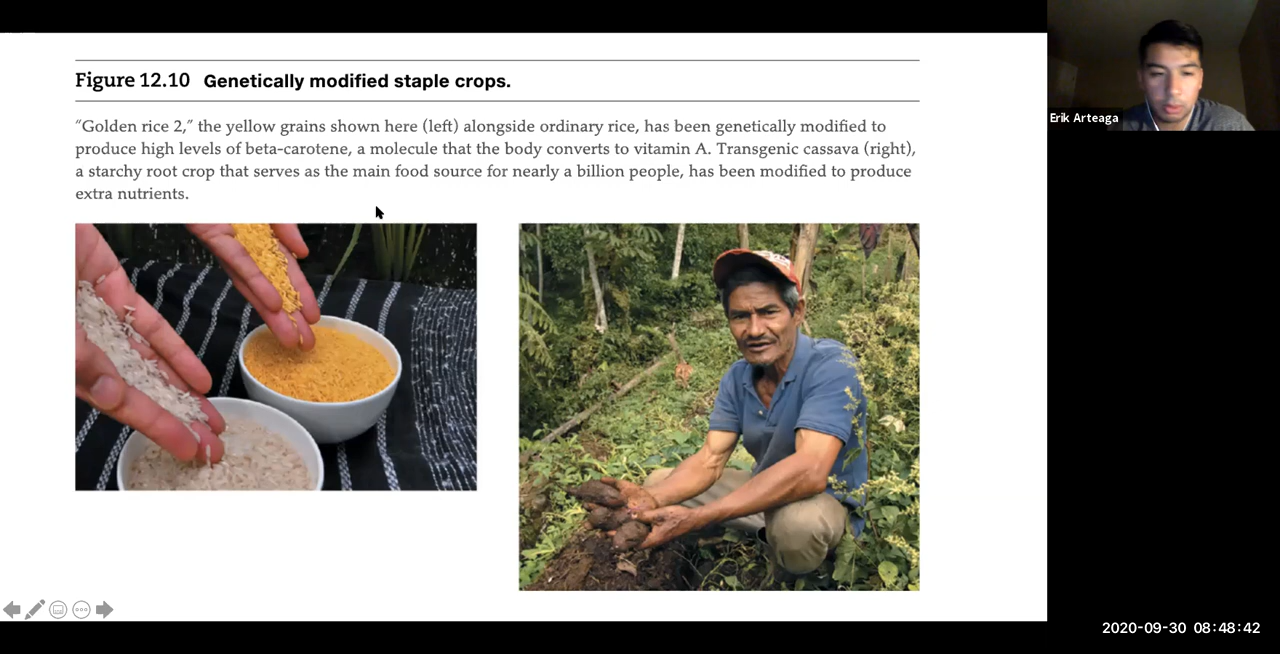 Figure 12.10 Genetically modified staple crops.
“Golden rice 2,” the yellow grains shown here (left) alongside ordinary rice, has been genetically modified to
produce high levels of beta-carotene, a molecule that the body converts to vitamin A. Transgenic cassava (right),
a starchy root crop that serves as the main food source for nearly a billion people, has been modified to produce
extra nutrients.
Erik Arteaga
2020-09-30 08:48:42